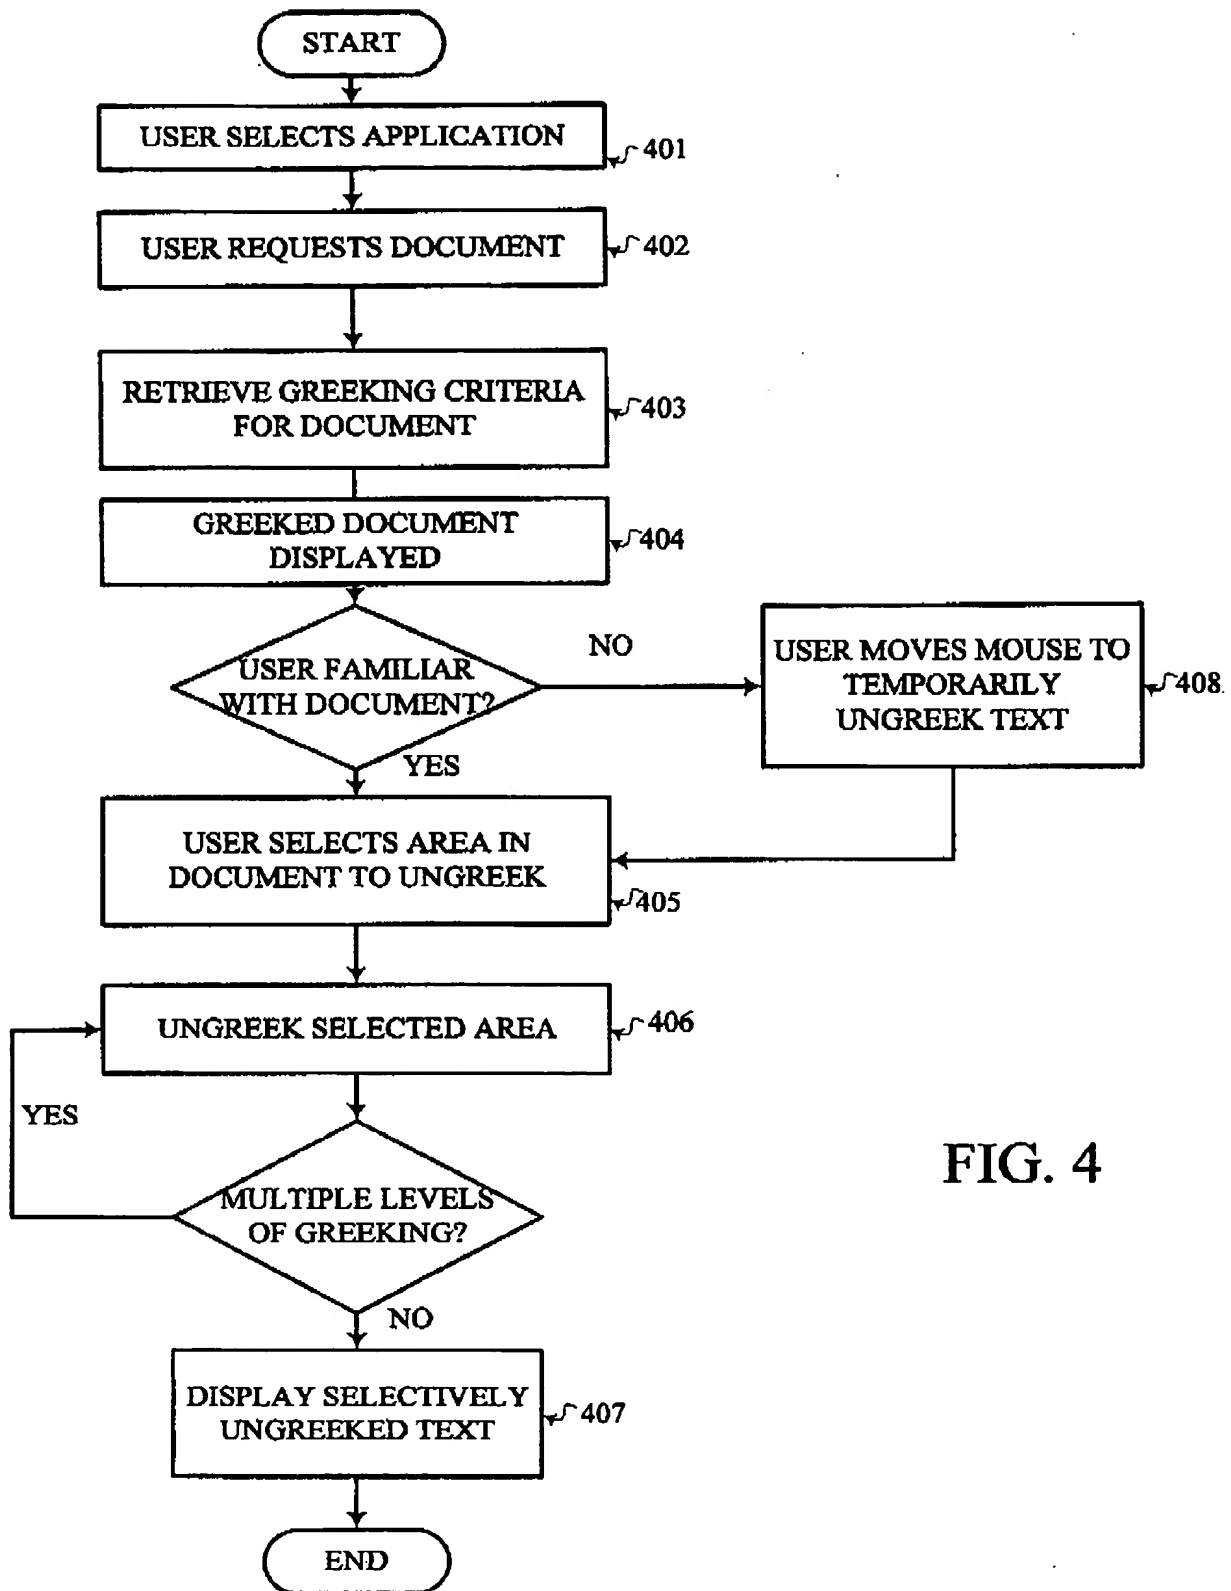 START
USER SELECTS APPLICATION
401
USER REQUESTS DOCUMENT
402
RETRIEVE GREEKING CRITERIA
FOR DOCUMENT
403
GREEKED DOCUMENT
DISPLAYED
404
USER FAMILIAR
WITH DOCUMENT?
NO
USER MOVES MOUSE TO
TEMPORARILY
UNGREEK TEXT
408
YES
USER SELECTS AREA IN
DOCUMENT TO UNGREEK
405
UNGREEK SELECTED AREA
406
YES
MULTIPLE LEVELS
OF GREEKING?
NO
DISPLAY SELECTIVELY
UNGREEKED TEXT
407
END
FIG. 4